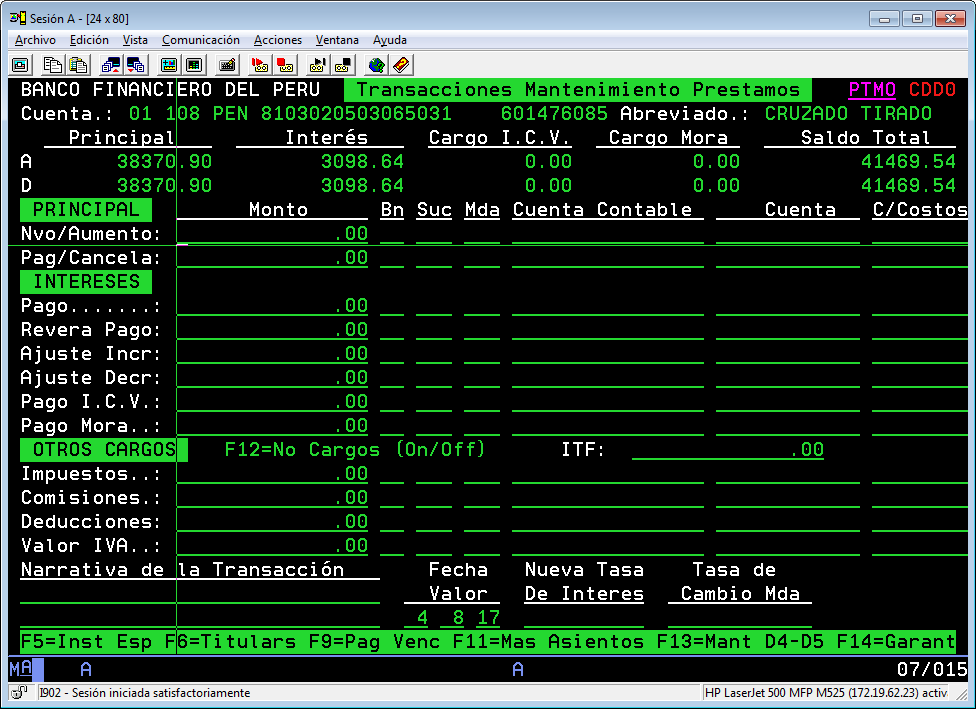 Sesión A - [24 x 80]
Archivo Edición Vista Comunicación Acciones Ventana Ayuda
BANCO FINANCIERO DEL PERU Transacciones Mantenimiento Prestamos PTMO CDD0
Cuenta.: 01 108 PEN 8103020503065031 601476085 Abreviado.: CRUZADO TIRADO
Principal Interés Cargo I.C.V. Cargo Mora Saldo Total
A 38370.90 3098.64 0.00 0.00 41469.54
D 38370.90 3098.64 0.00 0.00 41469.54
PRINCIPAL Monto Bn Suc Mda Cuenta Contable Cuenta C/Costos
Nvo/Aumento: .00
Pag/Cancela: .00
INTERESES
Pago.......: .00
Revera Pago: .00
Ajuste Incr: .00
Ajuste Decr: .00
Pago I.C.V.: .00
Pago Mora..: .00
OTROS CARGOS F12=No Cargos (On/Off) ITF: .00
Impuestos..: .00
Comisiones.: .00
Deducciones: .00
Valor IVA..: .00
Narrativa de la Transacción Fecha Nueva Tasa Tasa de
Valor De Interes Cambio Mda
4 8 17
F5=Inst Esp F6=Titulars F9=Pag Venc F11=Mas Asientos F13=Mant D4-D5 F14=Garant
MA A A 07/015
I902 - Sesión iniciada satisfactoriamente HP LaserJet 500 MFP M525 (172.19.62.23) activ